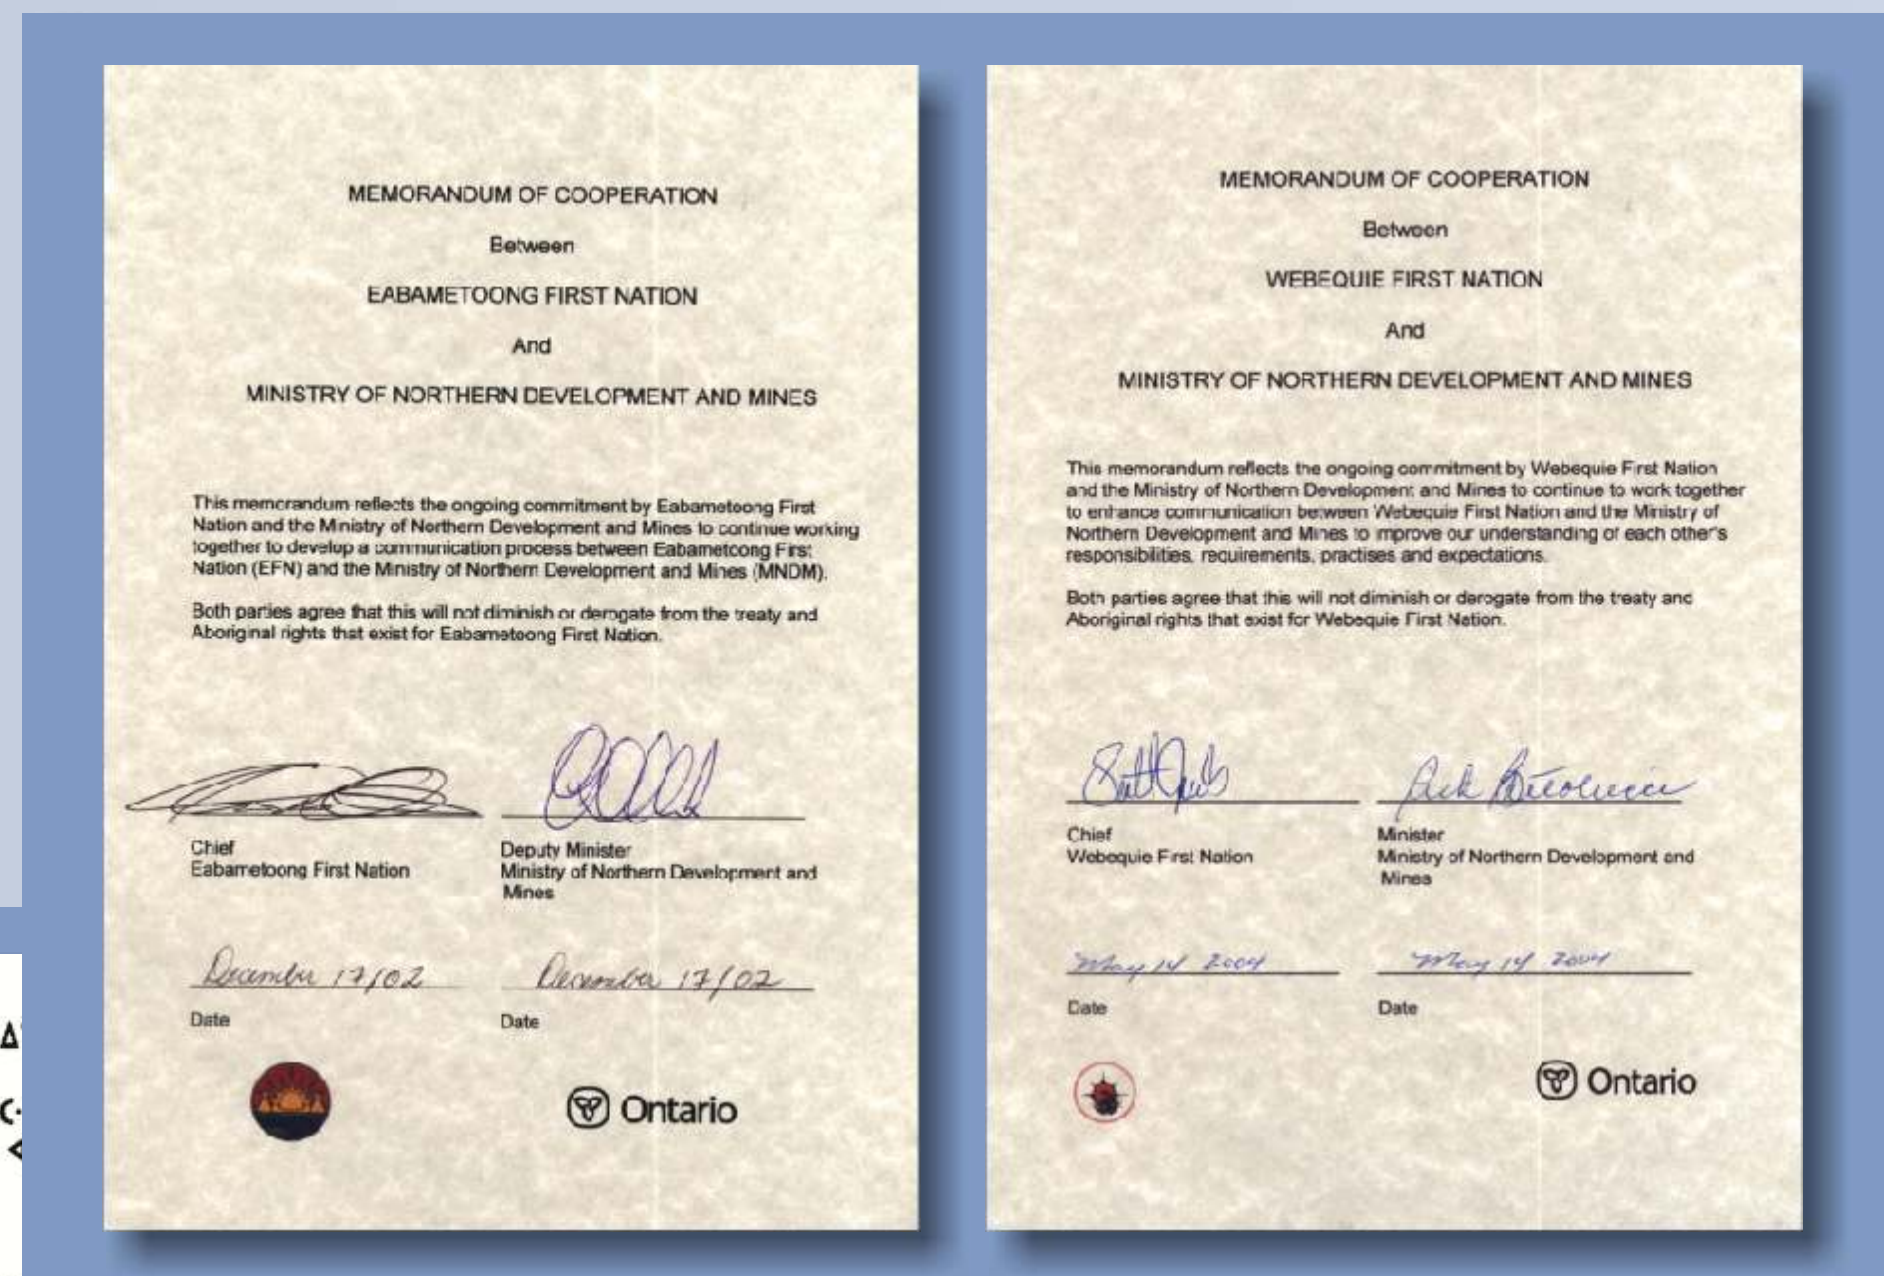 MEMORANDUM OF COOPERATION
Between
EABAMETOONG FIRST NATION
And
MINISTRY OF NORTHERN DEVELOPMENT AND MINES
This memorandum reflects the ongoing commitment by Eabametoong First
Nation and the Ministry of Northern Development and Mines to continue working
together to develop a communication process between Eabametoong First
Nation (EFN) and the Ministry of Northern Development and Mines (MNDM).
Both parties agree that this will not diminish or derogate from the treaty and
Aboriginal rights that exist for Eabametoong First Nation.
Chief
Eabametoong First Nation
Deputy Minister
Ministry of Northern Development and
Mines
December 17/02
Date
December 17/02
Date
Ontario
MEMORANDUM OF COOPERATION
Between
WEBEQUIE FIRST NATION
And
MINISTRY OF NORTHERN DEVELOPMENT AND MINES
This memorandum reflects the ongoing commitment by Webequie First Nation
and the Ministry of Northern Development and Mines to continue to work together
to enhance communication between Webequie First Nation and the Ministry of
Northern Development and Mines to improve our understanding of each other's
responsibilities, requirements, practises and expectations.
Both parties agree that this will not diminish or derogate from the treaty and
Aboriginal rights that exist for Webequie First Nation.
Chief
Webequie First Nation
Minister
Ministry of Northern Development and
Mines
May 14 2004
Date
May 14 2004
Date
Ontario